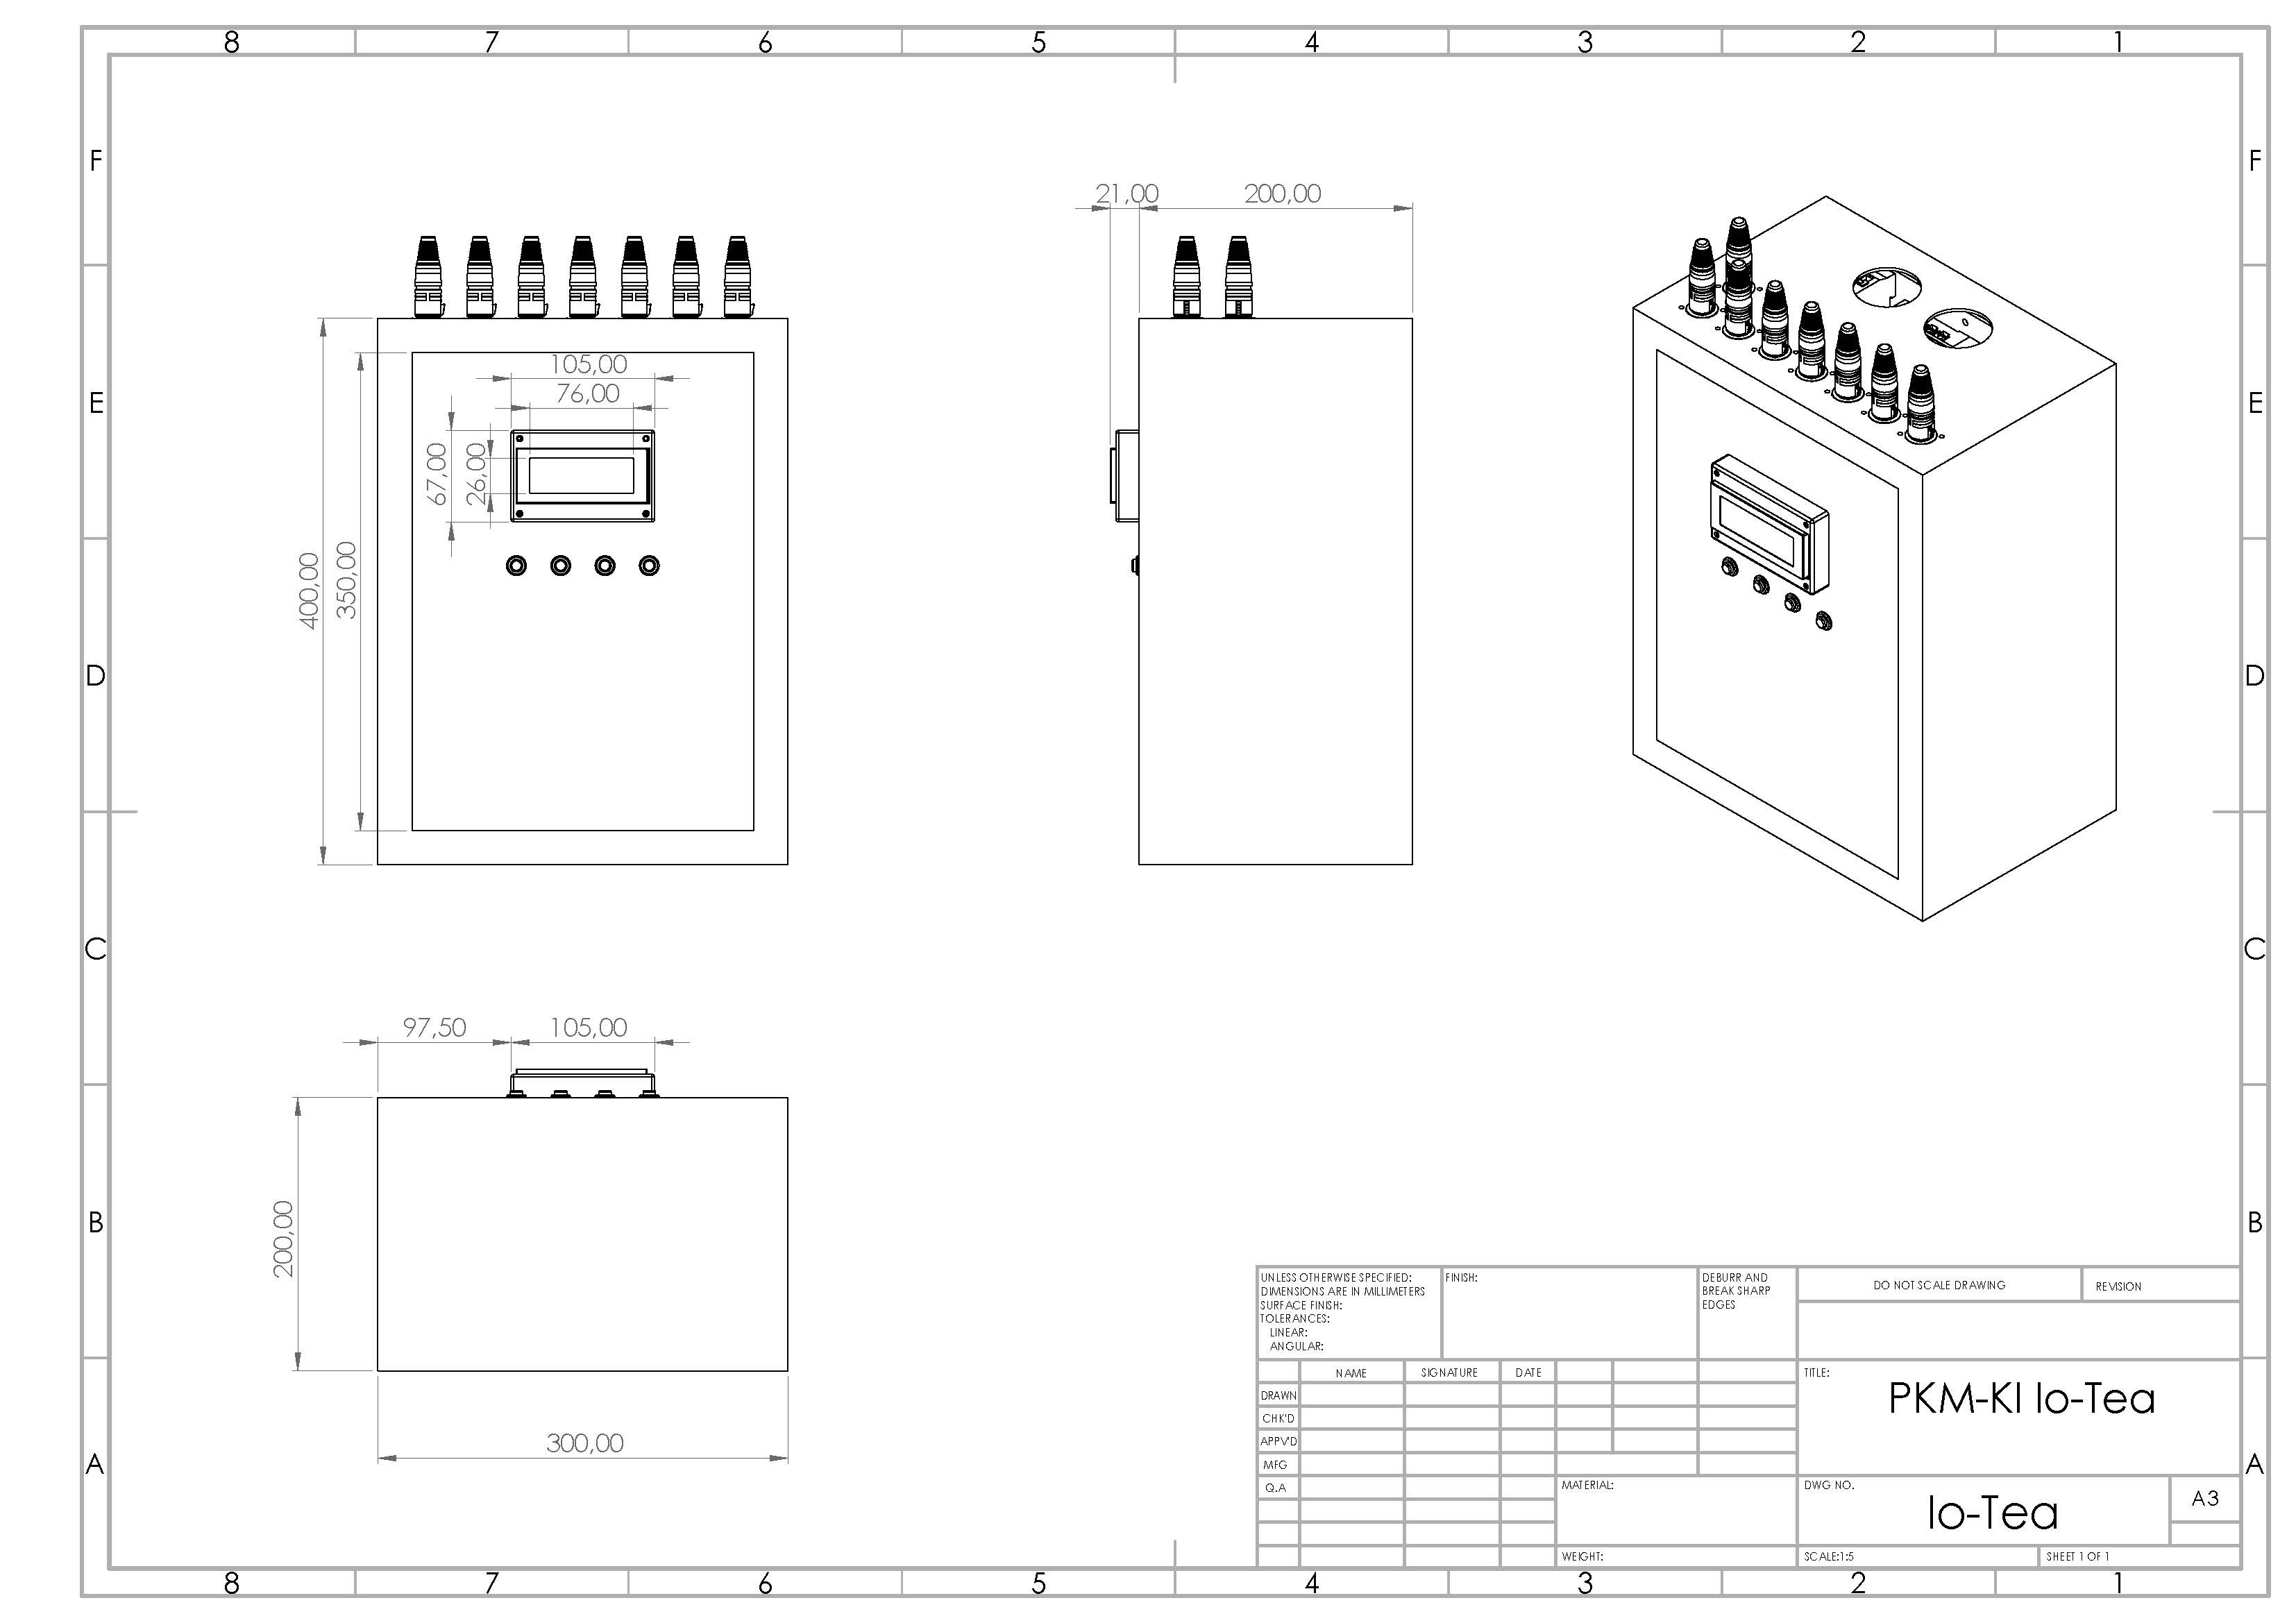 8 7 6 5 4 3 2 1
F F
21,00 200,00
105,00
76,00
E E
67,00 26,00
400,00 350,00
D D
C C
97,50 105,00
B B
200,00
300,00
A A
UNLESS OTHERWISE SPECIFIED:
DIMENSIONS ARE IN MILLIMETERS
SURFACE FINISH:
TOLERANCES:
LINEAR:
ANGULAR:
FINISH:
DEBURR AND
BREAK SHARP
EDGES
DO NOT SCALE DRAWING
REVISION
NAME SIGNATURE DATE
DRAWN
CHK'D
APPV'D
MFG
Q.A
MATERIAL:
WEIGHT:
TITLE:
PKM-KI Io-Tea
DWG NO.
Io-Tea
A3
SCALE:1:5
SHEET 1 OF 1
8 7 6 5 4 3 2 1